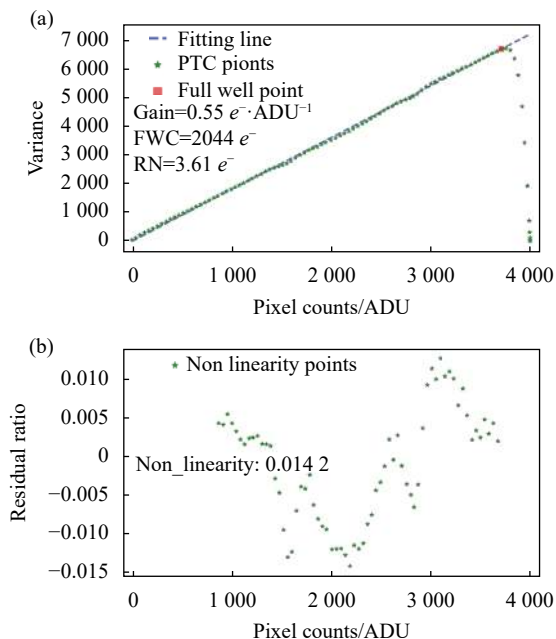 (a)
7 000
6 000
5 000
4 000
3 000
2 000
1 000
0
Variance
Fitting line
PTC pionts
Full well point
Gain=0.55 e⁻·ADU⁻¹
FWC=2044 e⁻
RN=3.61 e⁻
0 1 000 2 000 3 000 4 000
Pixel counts/ADU
(b)
0.010
0.005
0
−0.005
−0.010
−0.015
Residual ratio
Non linearity points
Non_linearity: 0.014 2
0 1 000 2 000 3 000 4 000
Pixel counts/ADU